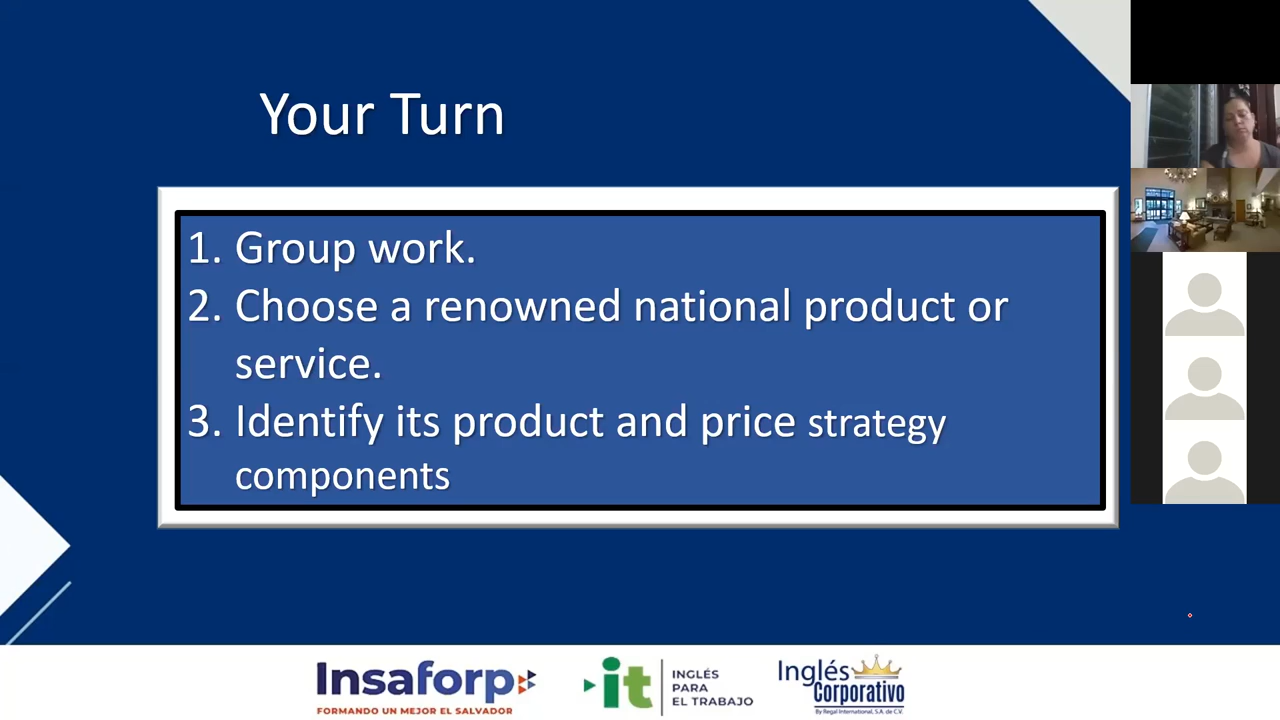 Your Turn
1. Group work.
2. Choose a renowned national product or
service.
3. Identify its product and price strategy
components
Insaforp
FORMANDO UN MEJOR EL SALVADOR
it
INGLÉS
PARA
EL TRABAJO
Inglés
Corporativo
By Regal International, S.A. de C.V.